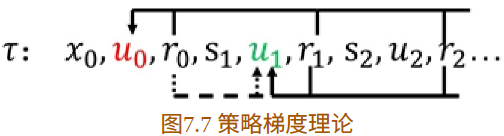 τ: x₀, u₀, r₀, s₁, u₁, r₁, s₂, u₂, r₂...
图7.7 策略梯度理论